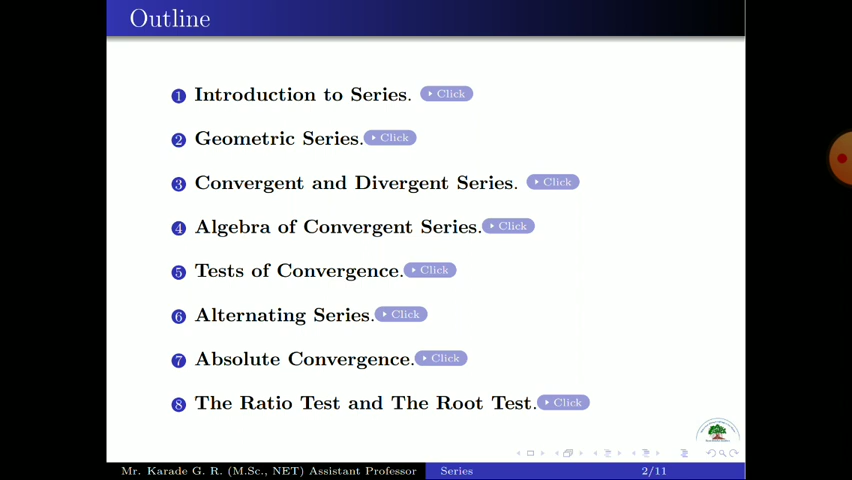 Outline
1 Introduction to Series. Click
2 Geometric Series. Click
3 Convergent and Divergent Series. Click
4 Algebra of Convergent Series. Click
5 Tests of Convergence. Click
6 Alternating Series. Click
7 Absolute Convergence. Click
8 The Ratio Test and The Root Test. Click
Mr. Karade G. R. (M.Sc., NET) Assistant Professor Series 2/11